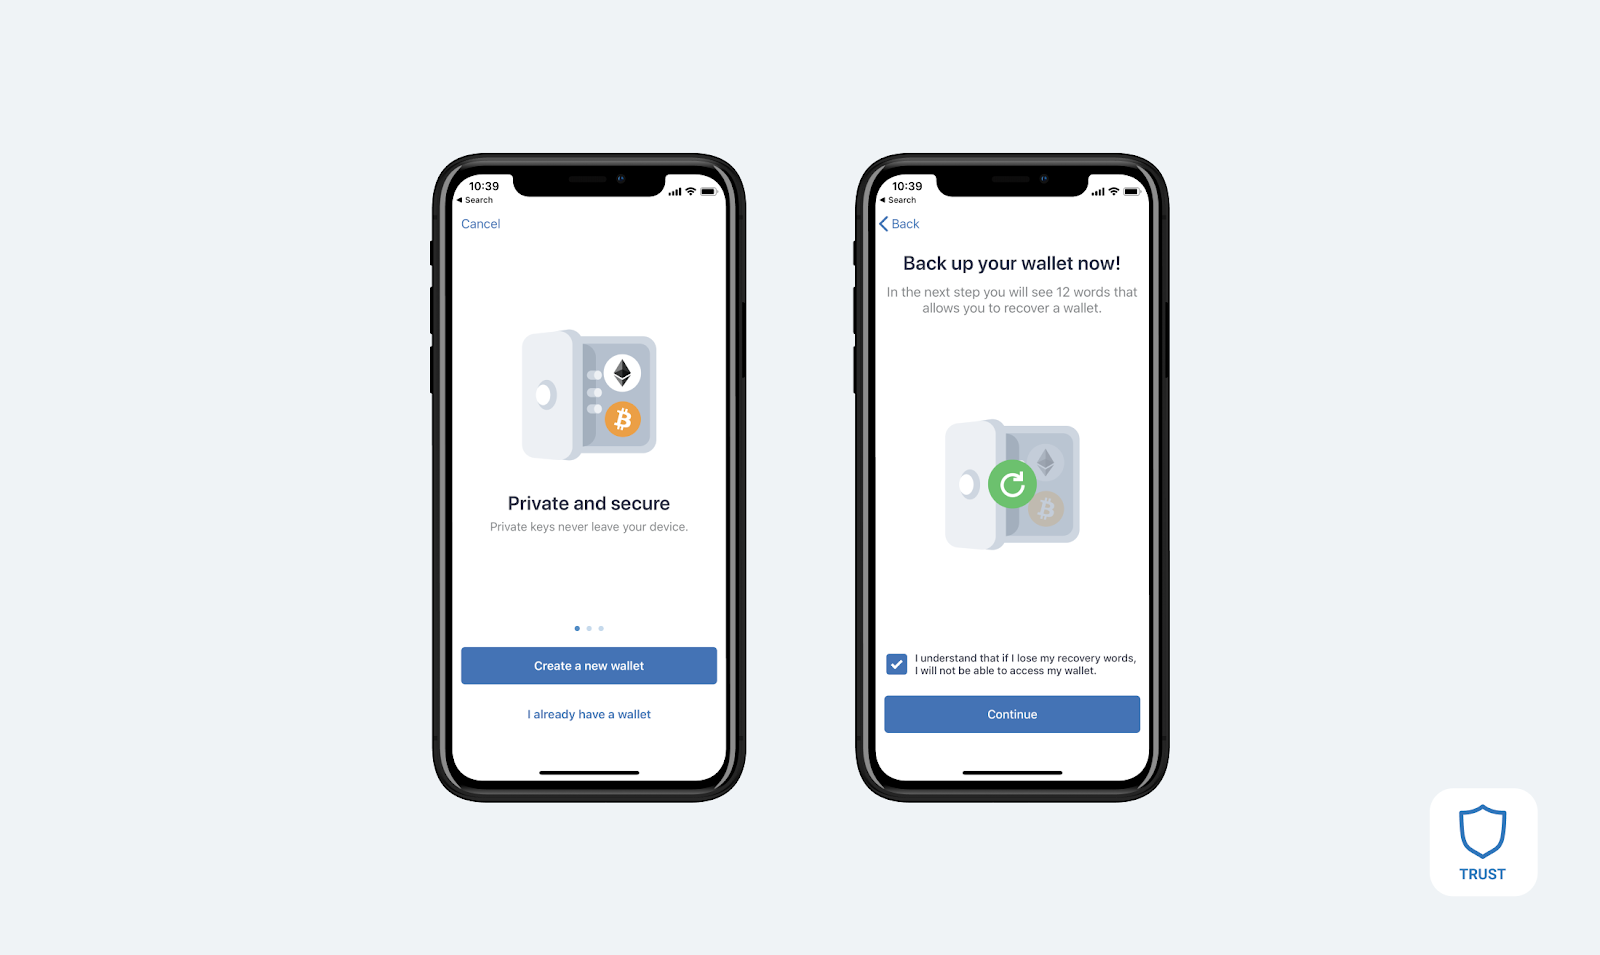 10:39
Search
Cancel
Private and secure
Private keys never leave your device.
Create a new wallet
I already have a wallet
10:39
Search
Back
Back up your wallet now!
In the next step you will see 12 words that
allows you to recover a wallet.
I understand that if I lose my recovery words,
I will not be able to access my wallet.
Continue
TRUST